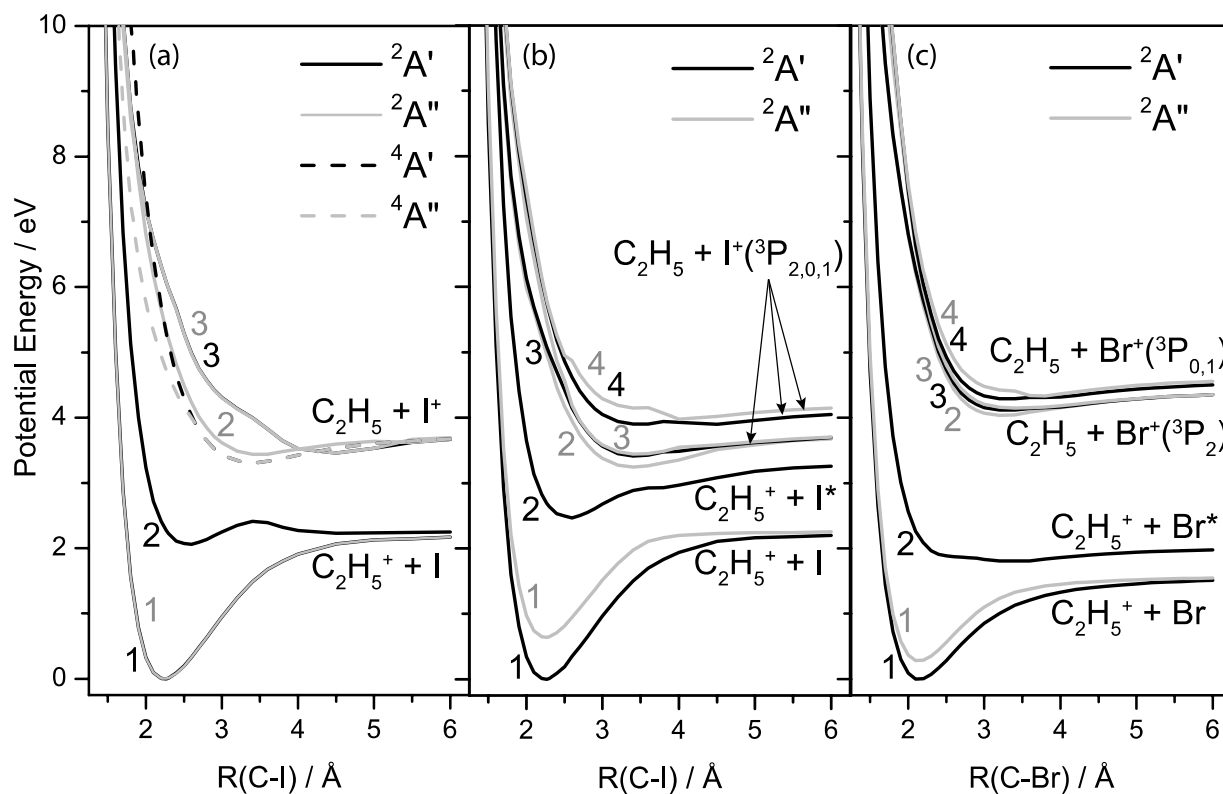 (a)
²A'
²A"
⁴A'
⁴A"
3
3
2
C₂H₅ + I⁺
2
C₂H₅⁺ + I
1
1
(b)
²A'
²A"
C₂H₅ + I⁺(³P₂,₀,₁)
4
3
4
3
2
2
C₂H₅⁺ + I*
C₂H₅⁺ + I
1
1
(c)
²A'
²A"
4
4
C₂H₅ + Br⁺(³P₀,₁)
3
3
2
C₂H₅ + Br⁺(³P₂)
2
C₂H₅⁺ + Br*
1
C₂H₅⁺ + Br
1
Potential Energy / eV
10
8
6
4
2
0
2 3 4 5 6
2 3 4 5 6
2 3 4 5 6
R(C-I) / Å
R(C-I) / Å
R(C-Br) / Å